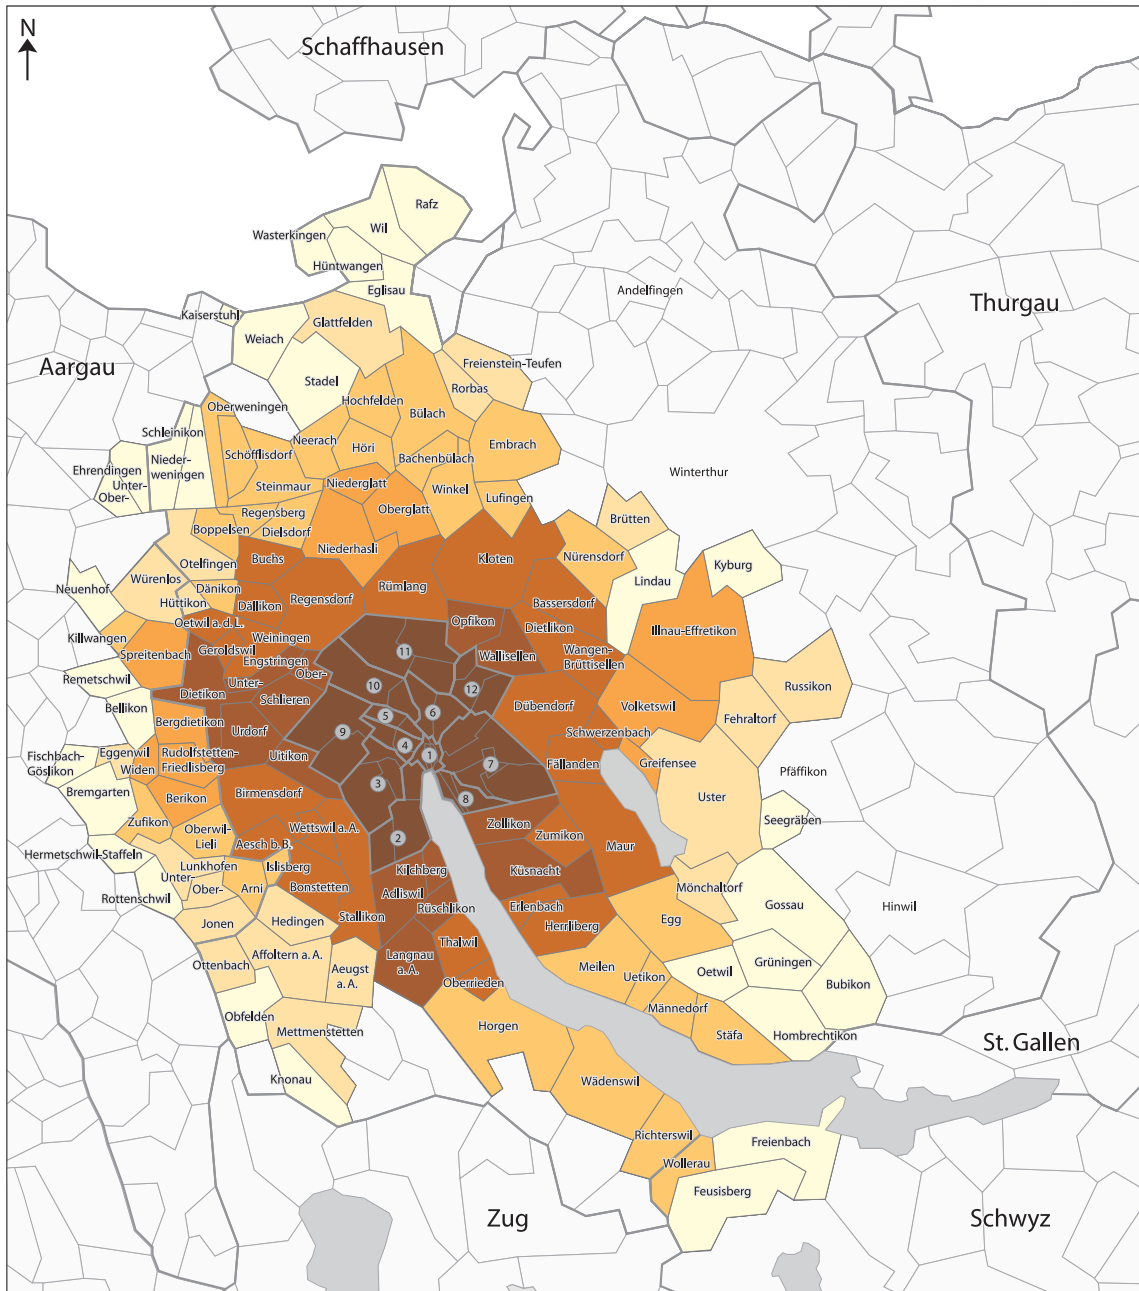 N
Schaffhausen
Rafz
Wil
Wasterkingen
Hüntwangen
Eglisau
Andelfingen
Thurgau
Kaiserstuhl
Glattfelden
Weiach
Aargau
Freienstein-Teufen
Stadel
Rorbas
Hochfelden
Oberweningen
Bülach
Schleinikon
Neerach
Höri
Embrach
Nieder-
weningen
Schöfflisdorf
Bachenbülach
Ehrendingen
Unter-
Ober-
Steinmaur
Niederglatt
Winkel
Lufingen
Winterthur
Regensberg
Oberglatt
Brütten
Boppelsen
Dielsdorf
Niederhasli
Buchs
Kloten
Nürensdorf
Otelfingen
Würenlos
Rümlang
Lindau
Kyburg
Neuenhof
Dänikon
Hüttikon
Regensdorf
Bassersdorf
Dällikon
Oetwil a. d. L.
Opfikon
Dietlikon
Illnau-Effretikon
Killwangen
Weiningen
Geroldswil
Wangen-
Brüttisellen
Spreitenbach
Engstringen
Ober-
Unter-
11
Wallisellen
Remetschwil
Dietikon
Schlieren
10
12
Russikon
Bellikon
Dübendorf
Volketswil
Fehraltorf
Bergdietikon
Urdorf
9
5
6
Schwerzenbach
Fischbach-
Göslikon
Eggenwil
Widen
Rudolfstetten-
Friedlisberg
Uitikon
4
1
7
Fällanden
Greifensee
Pfäffikon
Bremgarten
Berikon
Birmensdorf
3
8
Uster
Zufikon
Oberwil-
Lieli
Wettswil a. A.
2
Zollikon
Zumikon
Seegräben
Hermetschwil-Staffeln
Aesch b. B.
Maur
Lunkhofen
Unter-
Ober-
Islisberg
Kilchberg
Küsnacht
Rottenschwil
Arni
Bonstetten
Adliswil
Mönchaltorf
Rüschlikon
Erlenbach
Gossau
Hinwil
Jonen
Hedingen
Stallikon
Herrliberg
Egg
Thalwil
Ottenbach
Affoltern a. A.
Aeugst
a. A.
Langnau
a. A.
Oberrieden
Meilen
Uetikon
Oetwil
Grüningen
Bubikon
Obfelden
Männedorf
Mettmenstetten
Horgen
Stäfa
Hombrechtikon
St. Gallen
Knonau
Wädenswil
Richterswil
Freienbach
Wollerau
Feusisberg
Zug
Schwyz